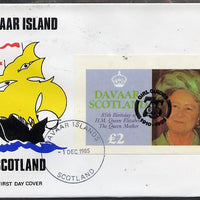 DAVAAR ISLAND
SCOTLAND
FIRST DAY COVER
DAVAAR
SCOTLAND
85th Birthday of
H.M. Queen Elizabeth
The Queen Mother
£2
DAVAAR ISLANDS
- 1 DEC 1985
SCOTLAND